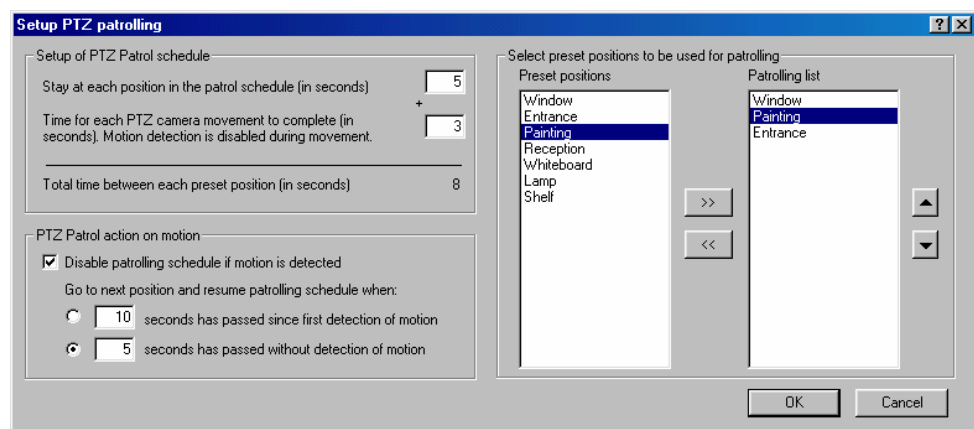 Setup PTZ patrolling
Setup of PTZ Patrol schedule
Stay at each position in the patrol schedule (in seconds) 5
+
Time for each PTZ camera movement to complete (in
seconds). Motion detection is disabled during movement. 3
Total time between each preset position (in seconds) 8
PTZ Patrol action on motion
Disable patrolling schedule if motion is detected
Go to next position and resume patrolling schedule when:
10 seconds has passed since first detection of motion
5 seconds has passed without detection of motion
Select preset positions to be used for patrolling
Preset positions
Window
Entrance
Painting
Reception
Whiteboard
Lamp
Shelf
>>
<<
Patrolling list
Window
Painting
Entrance
OK
Cancel